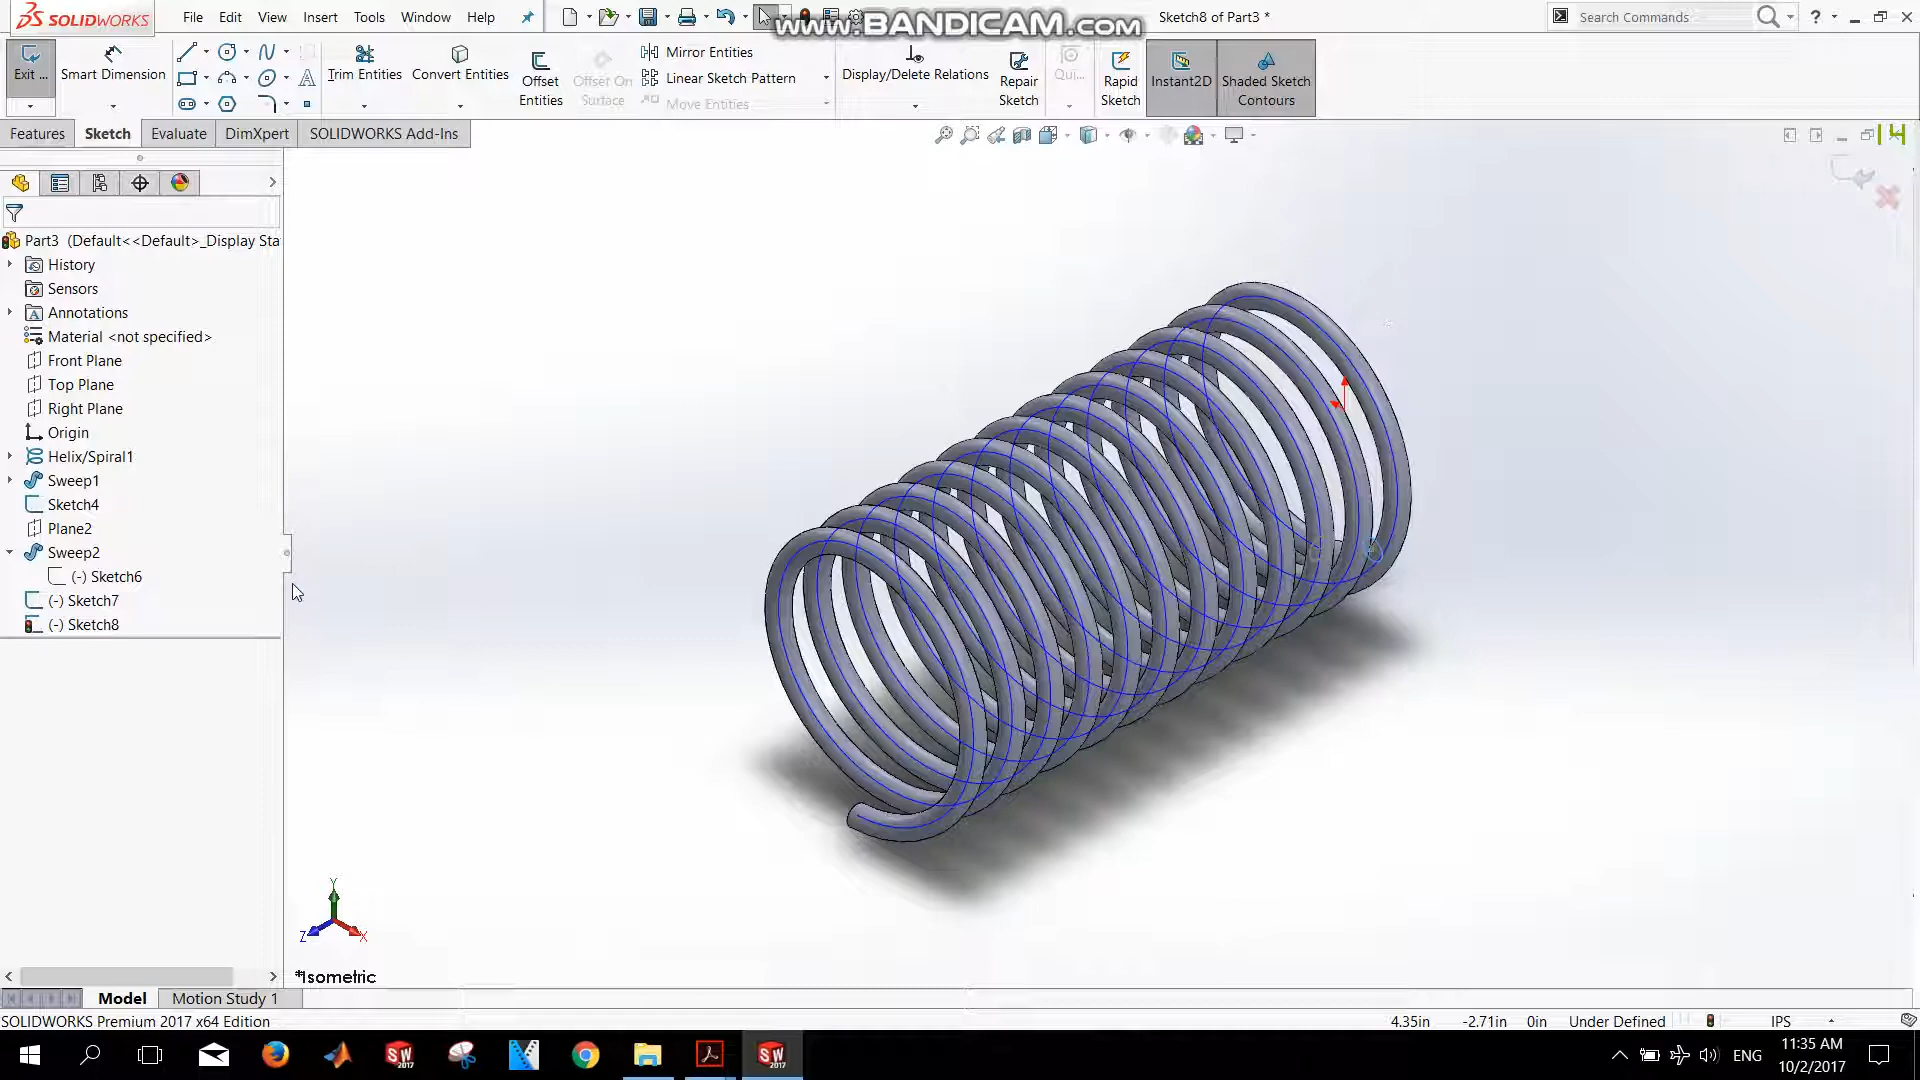 SOLIDWORKS
File Edit View Insert Tools Window Help
www.BANDICAM.com
Sketch8 of Part3 *
Search Commands
?
Exit ...
Smart Dimension
Trim Entities
Convert Entities
Offset Entities
Offset On Surface
Mirror Entities
Linear Sketch Pattern
Move Entities
Display/Delete Relations
Repair Sketch
Qui...
Rapid Sketch
Instant2D
Shaded Sketch Contours
Features Sketch Evaluate DimXpert SOLIDWORKS Add-Ins
Part3 (Default<<Default>_Display Sta
History
Sensors
Annotations
Material <not specified>
Front Plane
Top Plane
Right Plane
Origin
Helix/Spiral1
Sweep1
Sketch4
Plane2
Sweep2
(-) Sketch6
(-) Sketch7
(-) Sketch8
Y
Z X
*Isometric
Model Motion Study 1
SOLIDWORKS Premium 2017 x64 Edition
4.35in -2.71in 0in Under Defined IPS
SW 2017
SW 2017
ENG
11:35 AM
10/2/2017